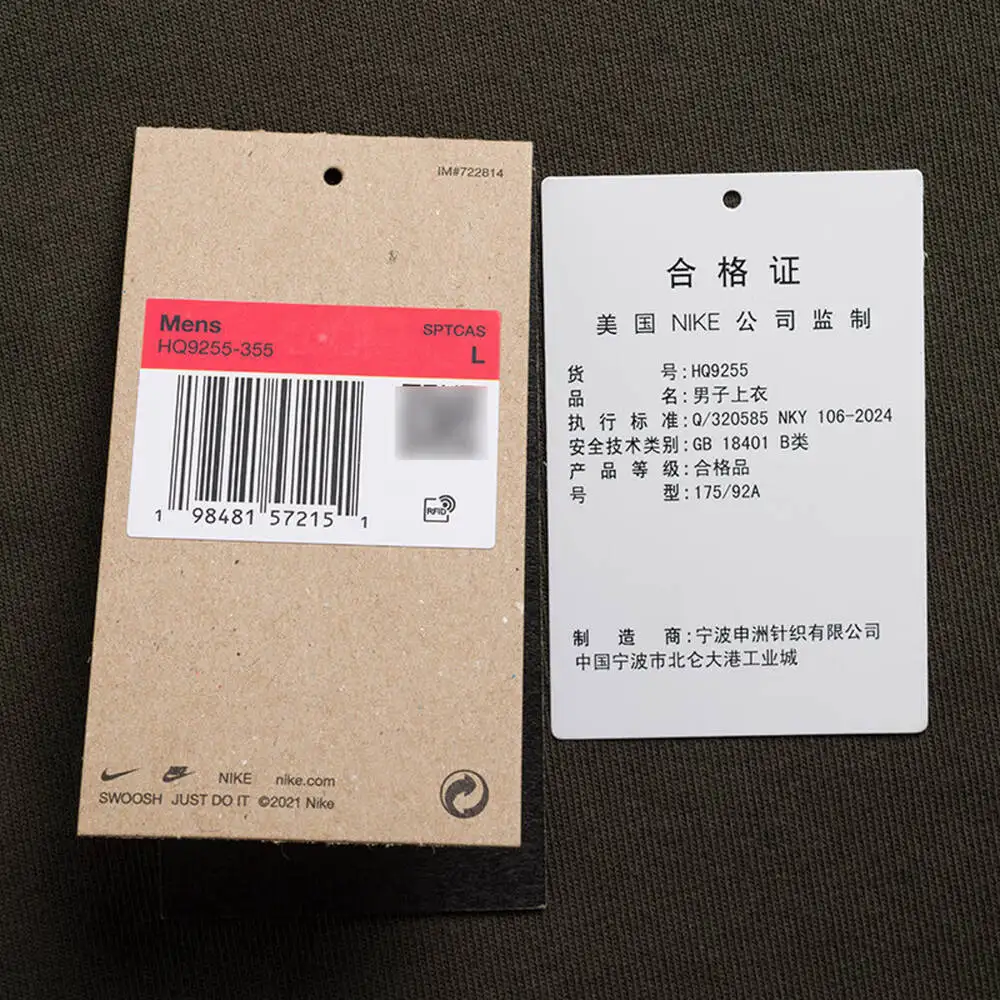 IM#722814
Mens
SPTCAS
HQ9255-355
L
1 98481 57215 1
RFID
NIKE nike.com
SWOOSH JUST DO IT ©2021 Nike
合格证
美国 NIKE 公司监制
货号:HQ9255
品名:男子上衣
执行标准:Q/320585 NKY 106-2024
安全技术类别:GB 18401 B类
产品等级:合格品
号型:175/92A
制造商:宁波申洲针织有限公司
中国宁波市北仑大港工业城